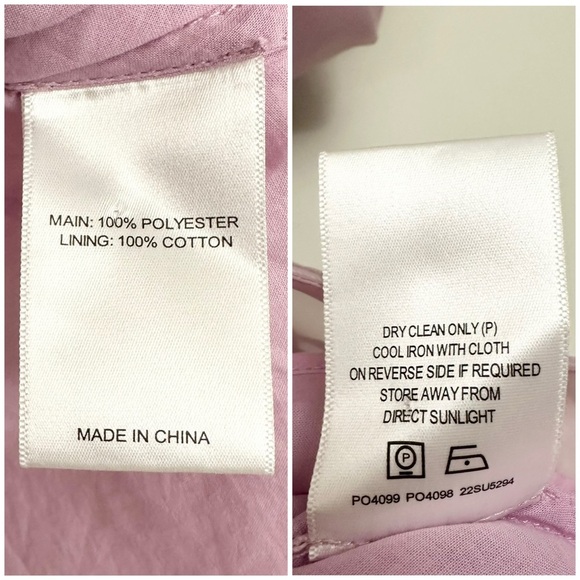 MAIN: 100% POLYESTER
LINING: 100% COTTON
MADE IN CHINA
DRY CLEAN ONLY (P)
COOL IRON WITH CLOTH
ON REVERSE SIDE IF REQUIRED
STORE AWAY FROM
DIRECT SUNLIGHT
P
PO4099 PO4098 22SU5294